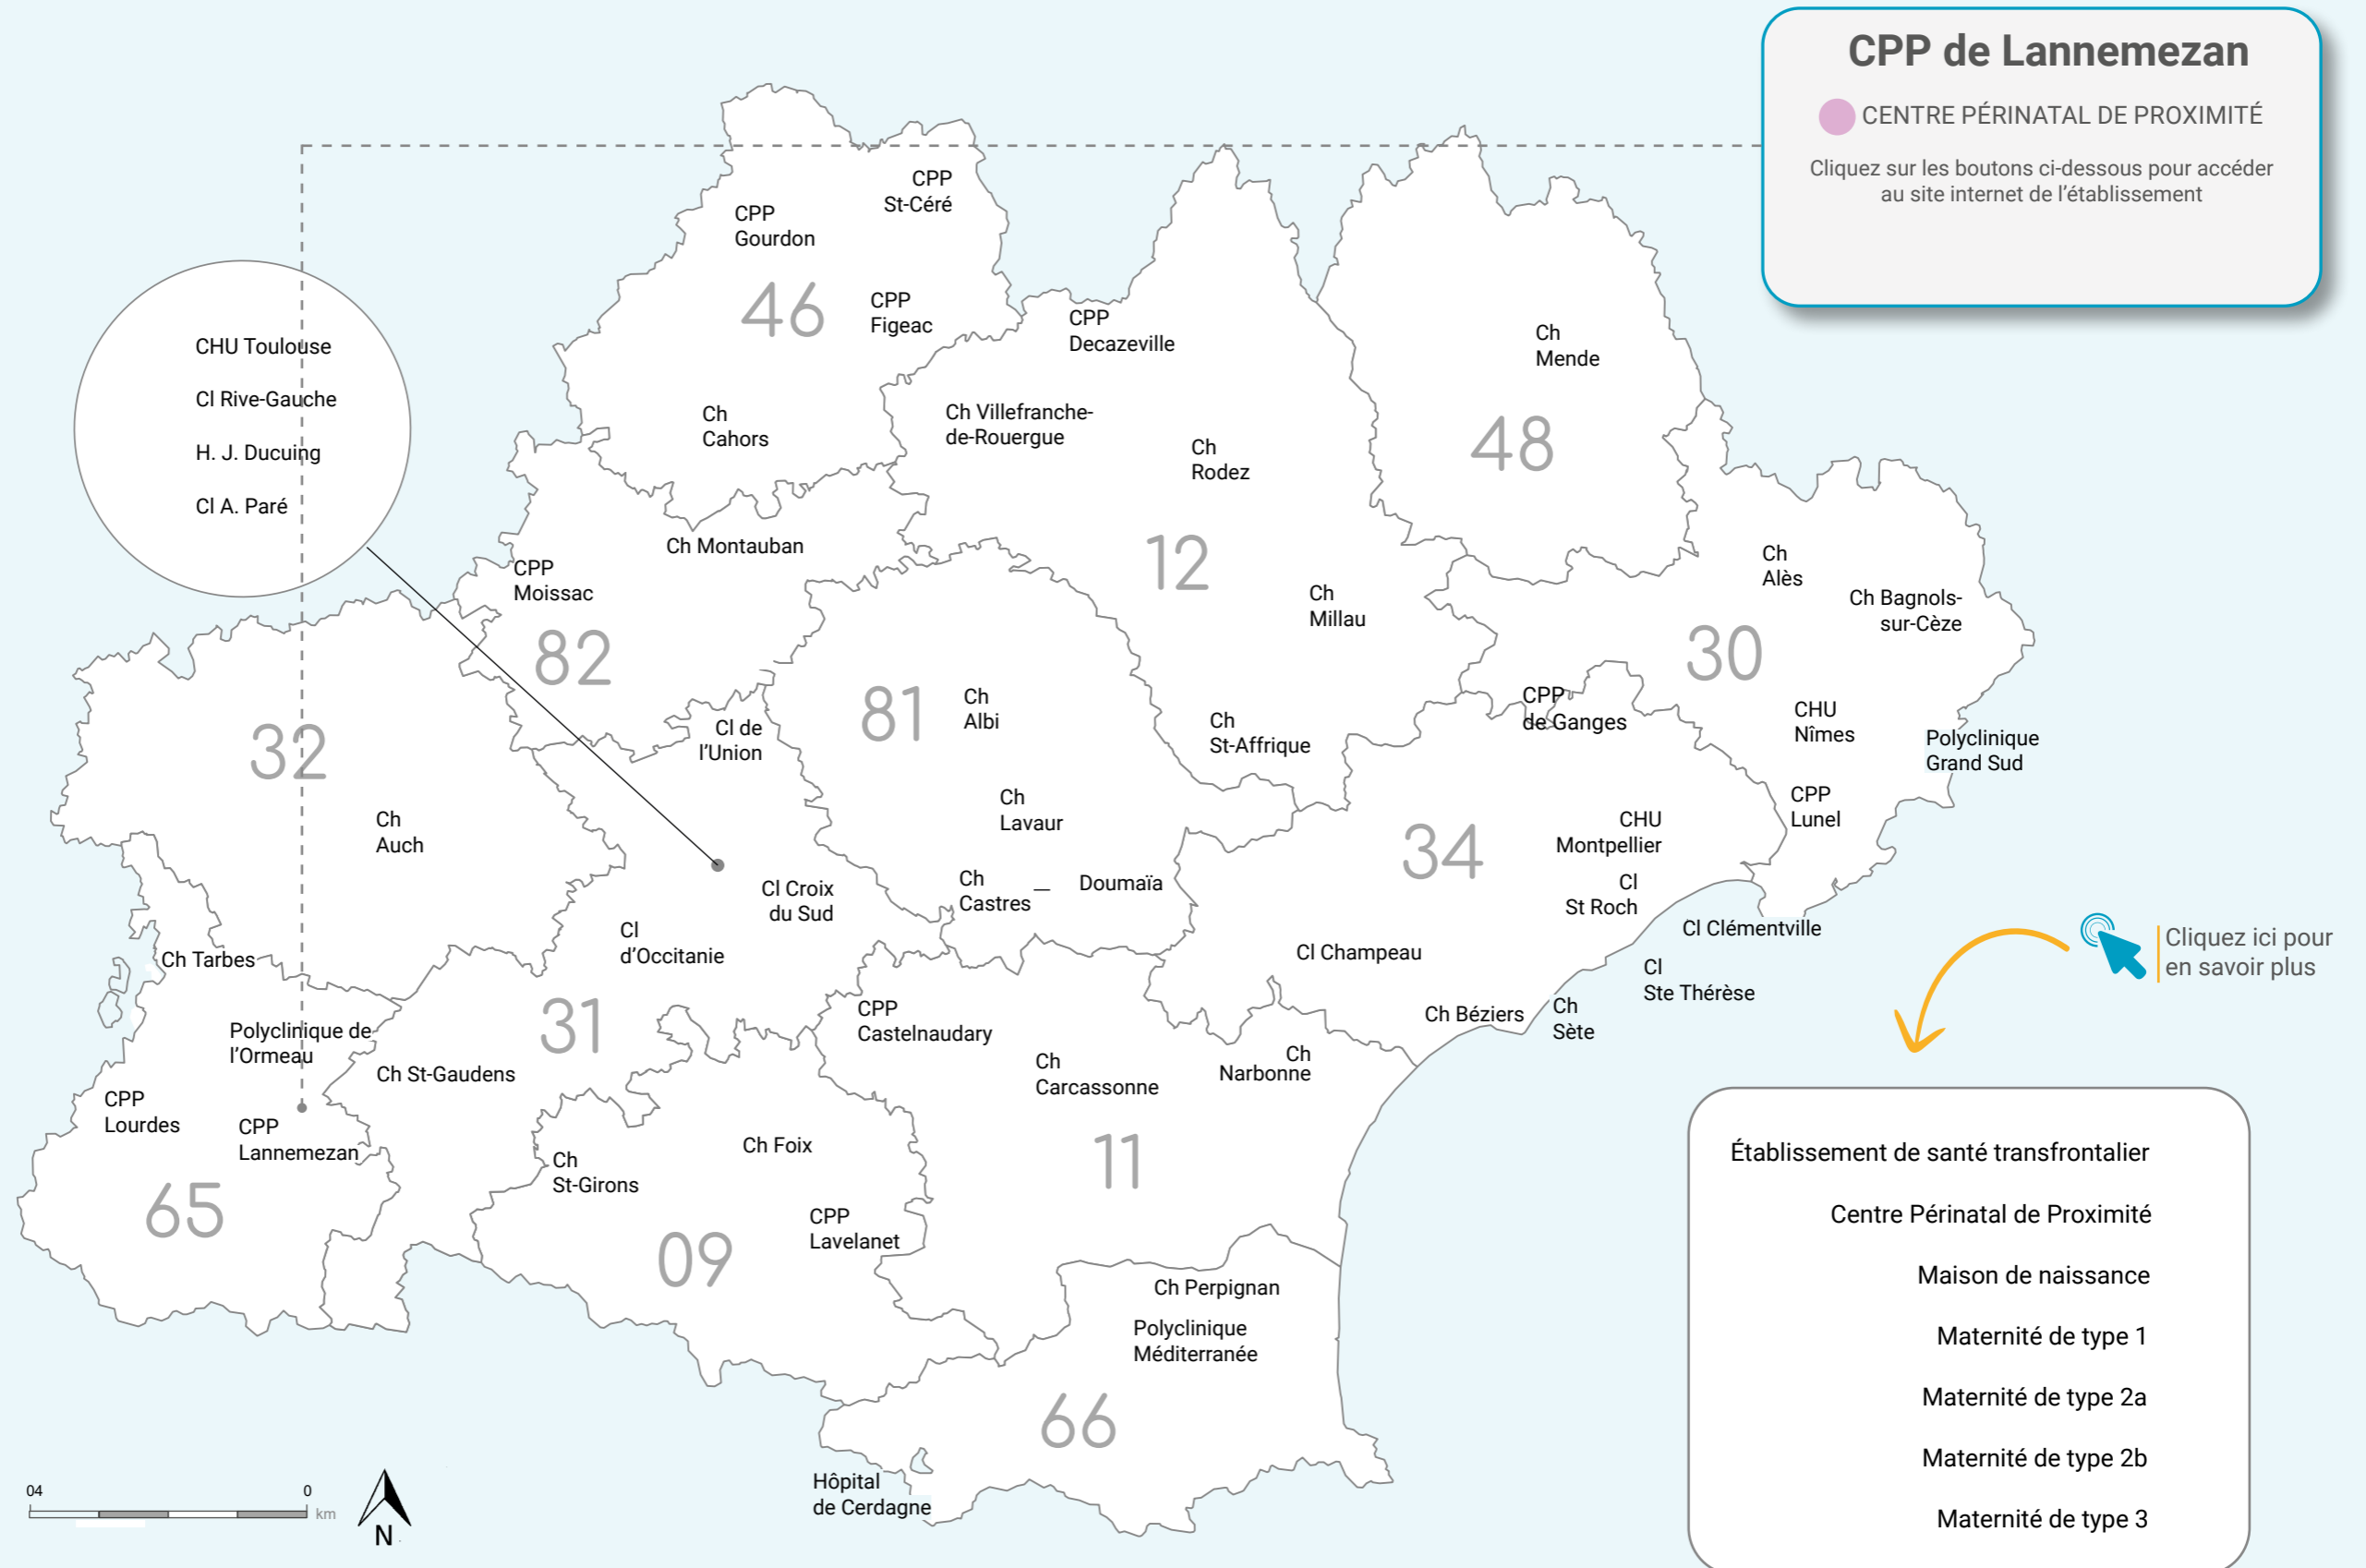 CPP de Lannemezan
CENTRE PÉRINATAL DE PROXIMITÉ
Cliquez sur les boutons ci-dessous pour accéder
au site internet de l'établissement
CPP
St-Céré
CPP
Gourdon
46
CPP
Figeac
Ch
Cahors
CHU Toulouse
Cl Rive-Gauche
H. J. Ducuing
Cl A. Paré
CPP
Decazeville
Ch Villefranche-
de-Rouergue
Ch
Rodez
12
Ch
Millau
Ch
St-Affrique
Ch
Mende
48
Ch Montauban
CPP
Moissac
82
Ch
Alès
Ch Bagnols-
sur-Cèze
30
CHU
Nîmes
Polyclinique
Grand Sud
CPP
Lunel
CPP
de Ganges
32
Ch
Auch
81
Ch
Albi
Ch
Lavaur
Ch
Castres
_
Doumaïa
Cl de
l'Union
Cl Croix
du Sud
Cl
d'Occitanie
31
Ch St-Gaudens
34
CHU
Montpellier
Cl
St Roch
Cl Clémentville
Cl Champeau
Cl
Ste Thérèse
Ch Béziers
Ch
Sète
Cliquez ici pour
en savoir plus
Ch Tarbes
Polyclinique de
l'Ormeau
CPP
Lourdes
CPP
Lannemezan
65
CPP
Castelnaudary
Ch
Carcassonne
Ch
Narbonne
11
Ch Foix
Ch
St-Girons
CPP
Lavelanet
09
Ch Perpignan
Polyclinique
Méditerranée
66
Hôpital
de Cerdagne
Établissement de santé transfrontalier
Centre Périnatal de Proximité
Maison de naissance
Maternité de type 1
Maternité de type 2a
Maternité de type 2b
Maternité de type 3
04
0
km
N